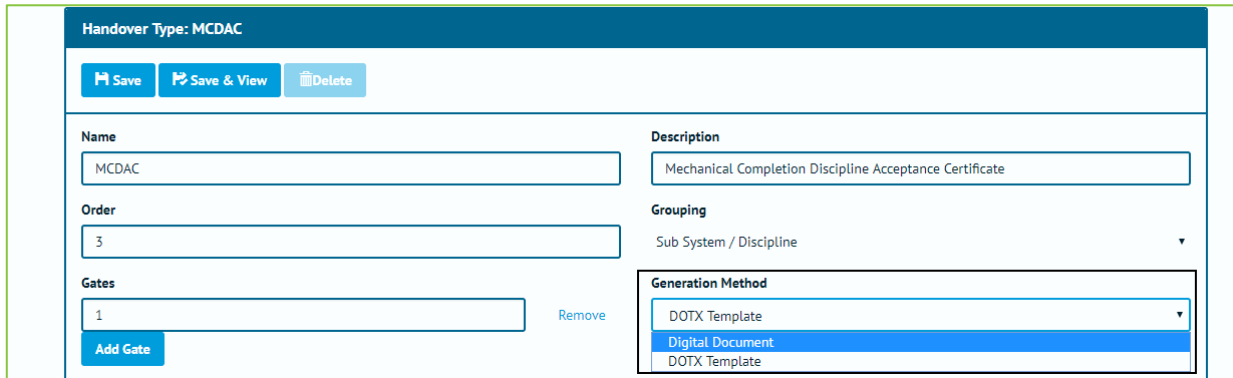 Handover Type: MCDAC
Save Save & View Delete
Name Description
MCDAC Mechanical Completion Discipline Acceptance Certificate
Order Grouping
3 Sub System / Discipline
Gates Generation Method
1 Remove DOTX Template
Add Gate Digital Document
DOTX Template